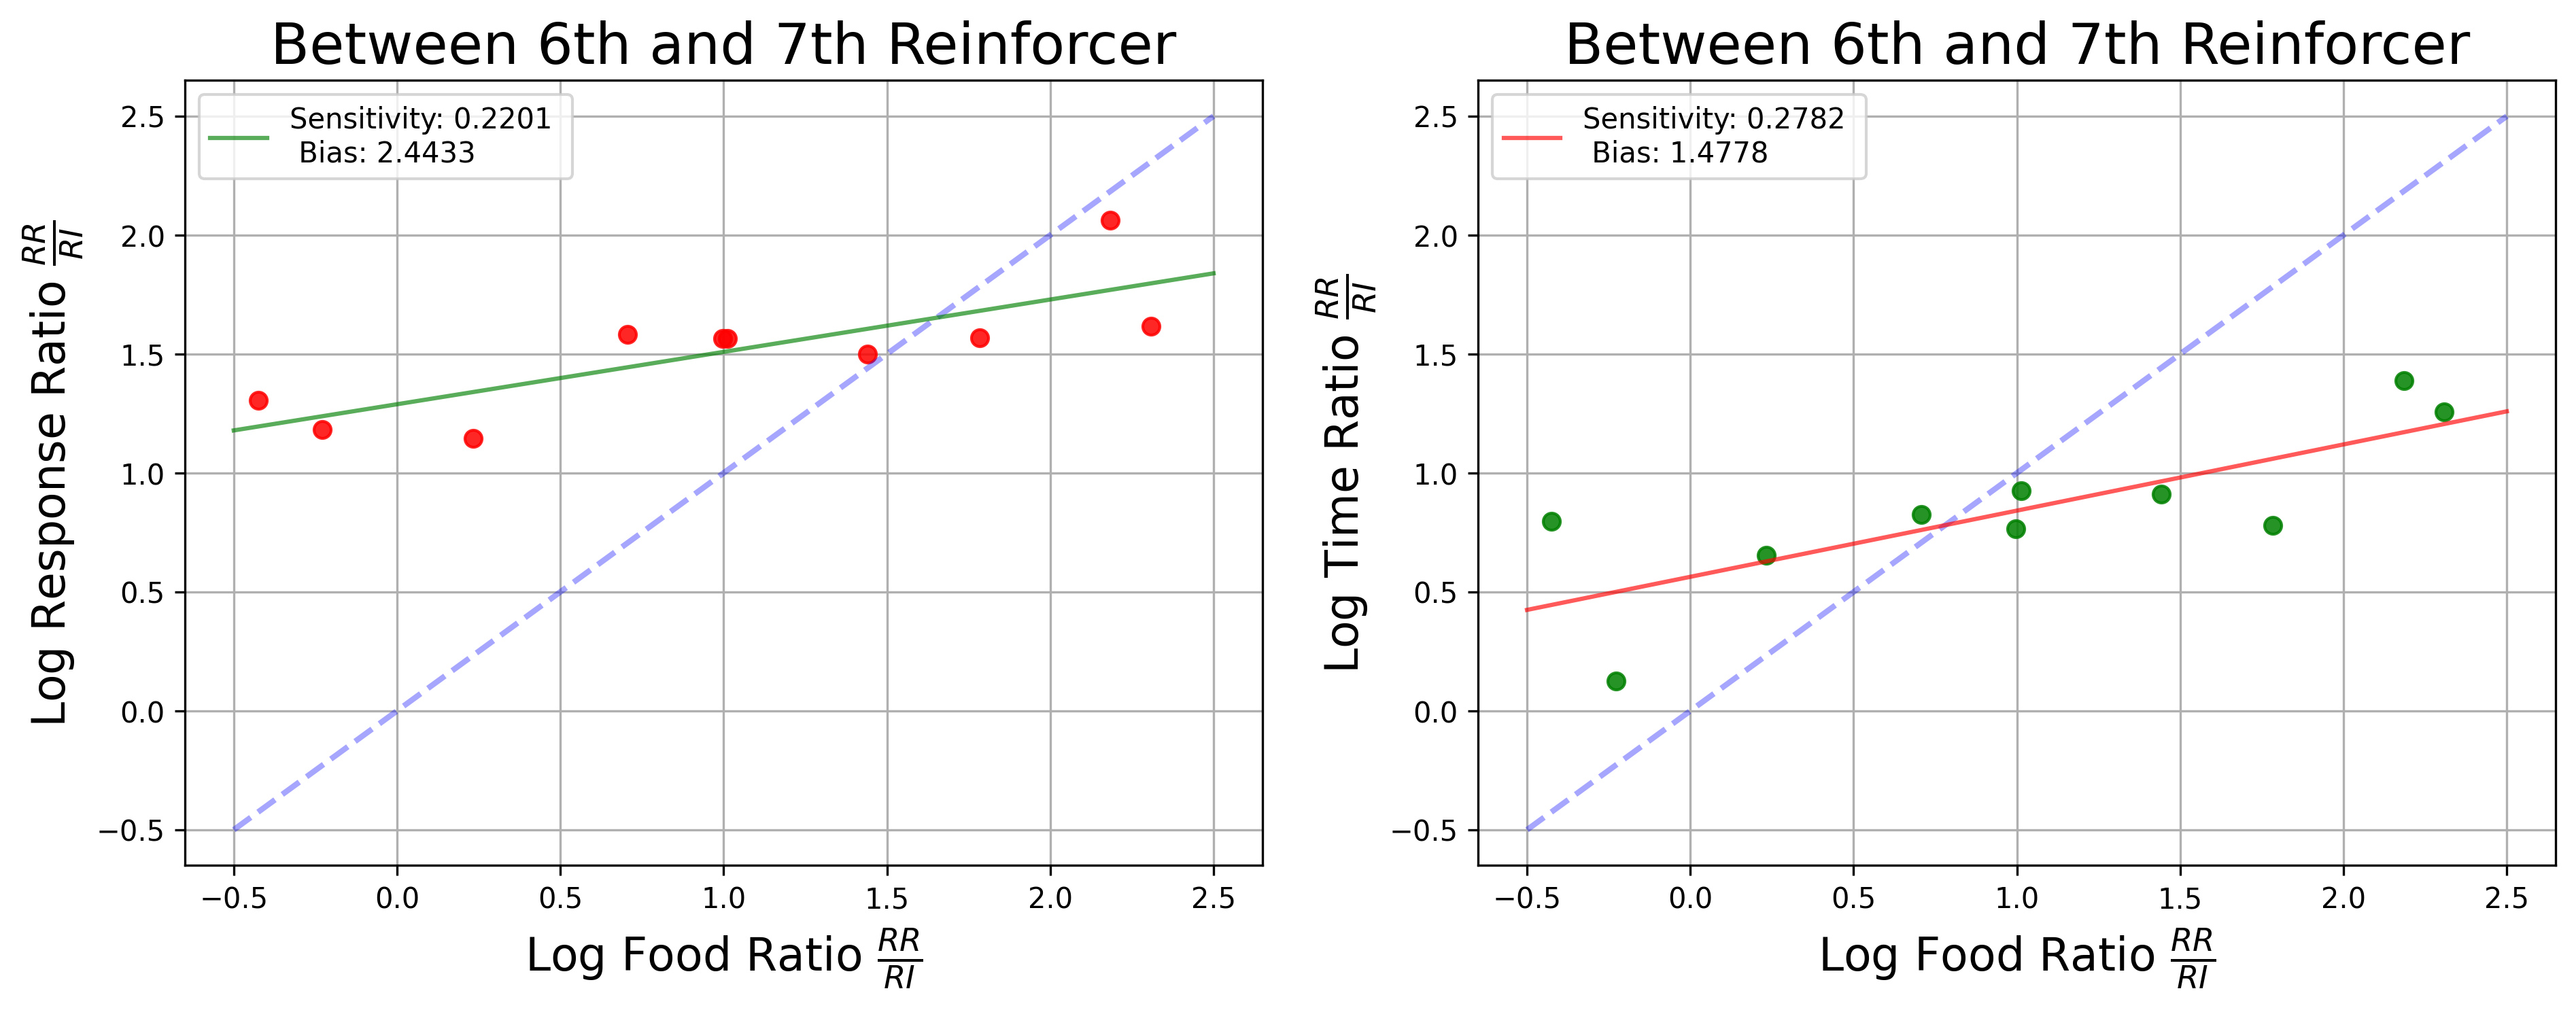 Between 6th and 7th Reinforcer
Sensitivity: 0.2201
Bias: 2.4433
Log Response Ratio RR/RI
2.5
2.0
1.5
1.0
0.5
0.0
−0.5
−0.5 0.0 0.5 1.0 1.5 2.0 2.5
Log Food Ratio RR/RI
Between 6th and 7th Reinforcer
Sensitivity: 0.2782
Bias: 1.4778
Log Time Ratio RR/RI
2.5
2.0
1.5
1.0
0.5
0.0
−0.5
−0.5 0.0 0.5 1.0 1.5 2.0 2.5
Log Food Ratio RR/RI